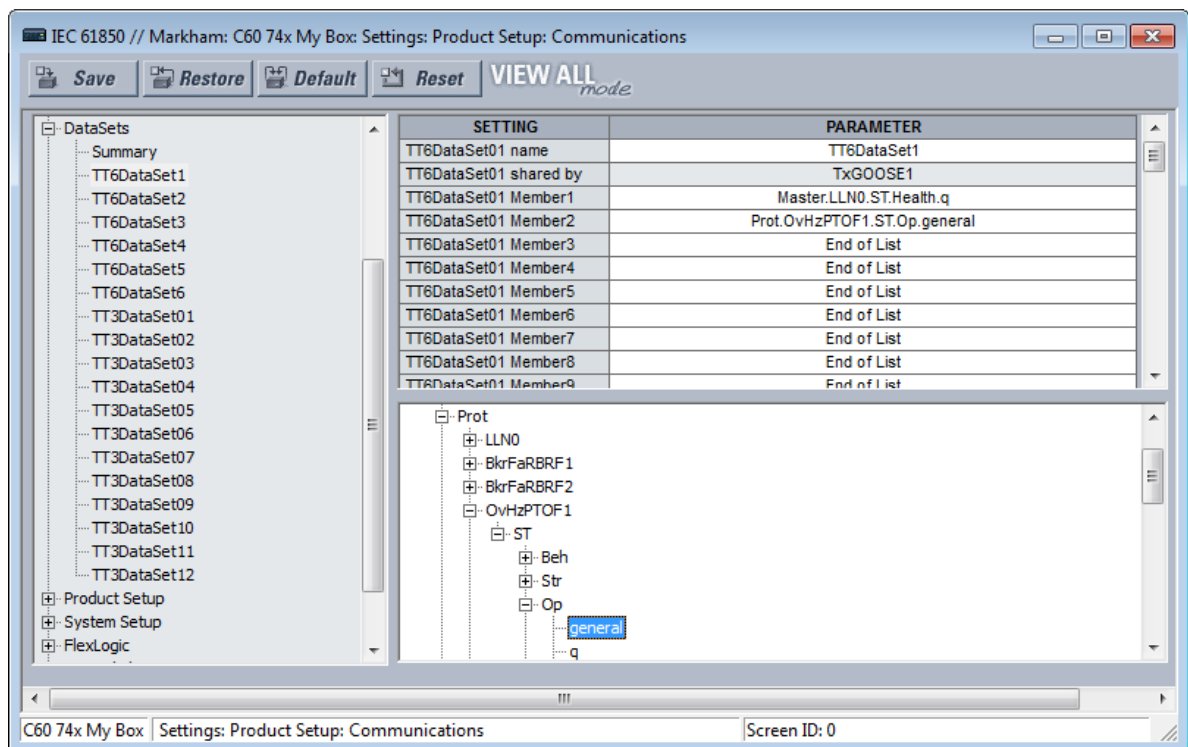 IEC 61850 // Markham: C60 74x My Box: Settings: Product Setup: Communications
Save Restore Default Reset VIEW ALL mode
DataSets
Summary
TT6DataSet1
TT6DataSet2
TT6DataSet3
TT6DataSet4
TT6DataSet5
TT6DataSet6
TT3DataSet01
TT3DataSet02
TT3DataSet03
TT3DataSet04
TT3DataSet05
TT3DataSet06
TT3DataSet07
TT3DataSet08
TT3DataSet09
TT3DataSet10
TT3DataSet11
TT3DataSet12
Product Setup
System Setup
FlexLogic
SETTING PARAMETER
TT6DataSet01 name TT6DataSet1
TT6DataSet01 shared by TxGOOSE1
TT6DataSet01 Member1 Master.LLN0.ST.Health.q
TT6DataSet01 Member2 Prot.OvHzPTOF1.ST.Op.general
TT6DataSet01 Member3 End of List
TT6DataSet01 Member4 End of List
TT6DataSet01 Member5 End of List
TT6DataSet01 Member6 End of List
TT6DataSet01 Member7 End of List
TT6DataSet01 Member8 End of List
TT6DataSet01 Member9 End of List
Prot
LLN0
BkrFaRBRF1
BkrFaRBRF2
OvHzPTOF1
ST
Beh
Str
Op
general
q
C60 74x My Box Settings: Product Setup: Communications Screen ID: 0